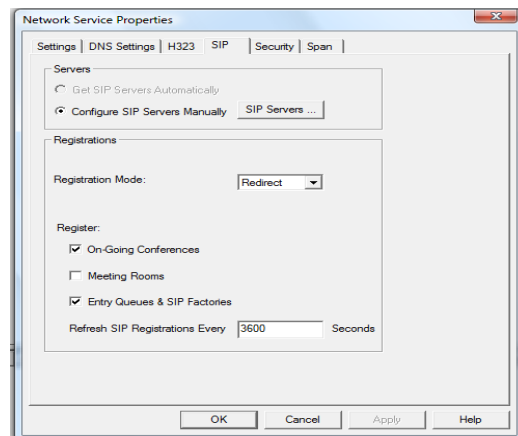 Network Service Properties
Settings DNS Settings H323 SIP Security Span
Servers
Get SIP Servers Automatically
Configure SIP Servers Manually SIP Servers ...
Registrations
Registration Mode: Redirect
Register:
On-Going Conferences
Meeting Rooms
Entry Queues & SIP Factories
Refresh SIP Registrations Every 3600 Seconds
OK Cancel Apply Help